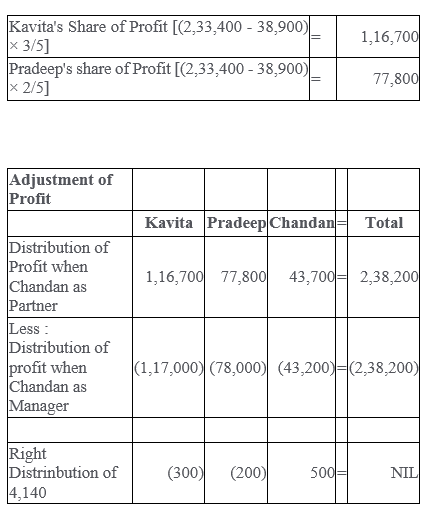 Kavita's Share of Profit [(2,33,400 - 38,900) × 3/5] = 1,16,700
Pradeep's share of Profit [(2,33,400 - 38,900) × 2/5] = 77,800
Adjustment of Profit
Kavita Pradeep Chandan = Total
Distribution of Profit when Chandan as Partner 1,16,700 77,800 43,700 = 2,38,200
Less : Distribution of profit when Chandan as Manager (1,17,000) (78,000) (43,200) = (2,38,200)
Right Distrinbution of 4,140 (300) (200) 500 = NIL